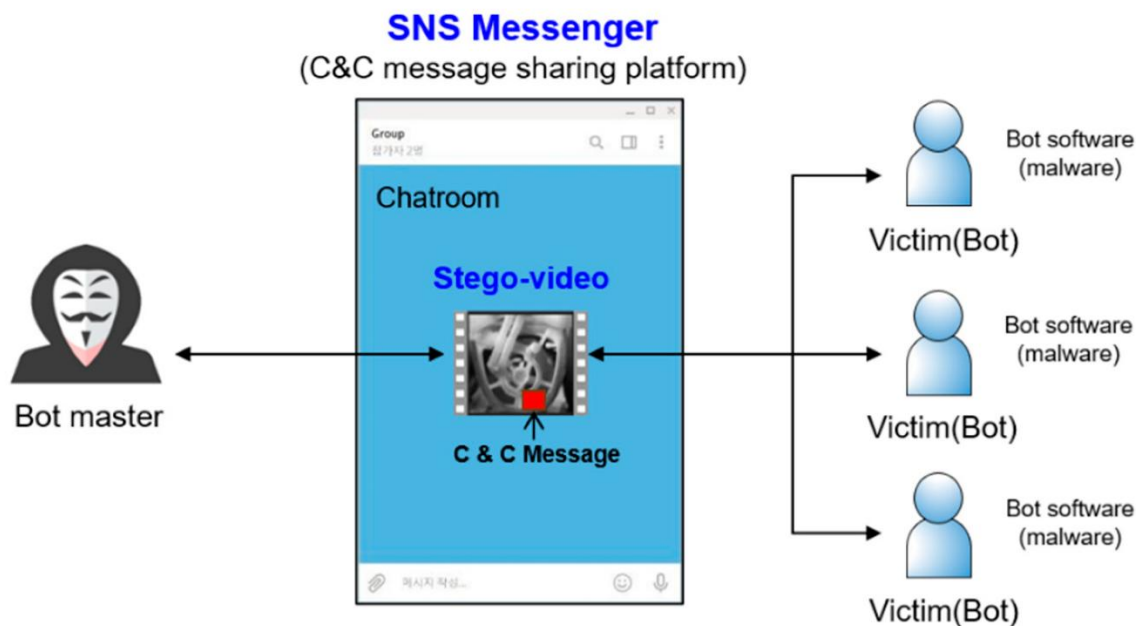 SNS Messenger
(C&C message sharing platform)
Group
참가자 2명
Chatroom
Stego-video
C & C Message
메시지 작성...
Bot master
Bot software
(malware)
Victim(Bot)
Bot software
(malware)
Victim(Bot)
Bot software
(malware)
Victim(Bot)